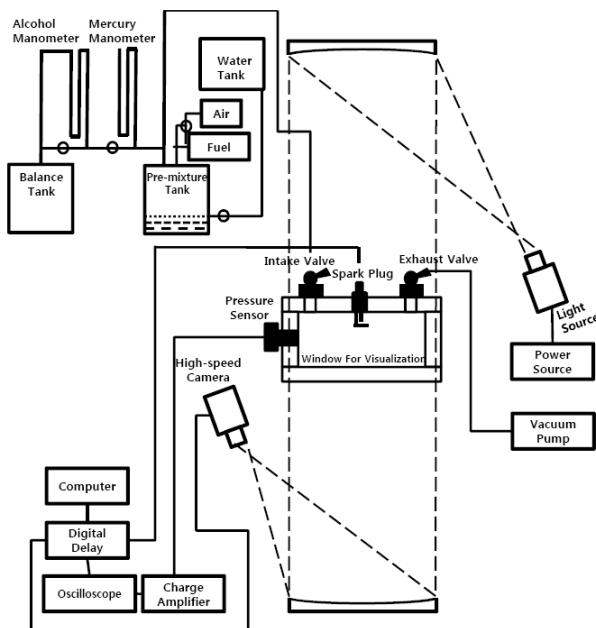 Alcohol
Manometer
Mercury
Manometer
Water
Tank
Air
Fuel
Balance
Tank
Pre-mixture
Tank
Intake Valve
Spark Plug
Exhaust Valve
Pressure
Sensor
Window For Visualization
Light
Source
Power
Source
High-speed
Camera
Vacuum
Pump
Computer
Digital
Delay
Oscilloscope
Charge
Amplifier